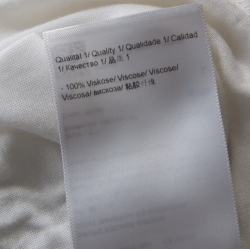 Qualität 1/ Quality 1/ Qualidade 1/ Calidad
1/ Качество 1/ 品质 1
- 100% Viskose/ Viscose/ Viscose/
Viscosa/ вискоза/ 粘胶纤维